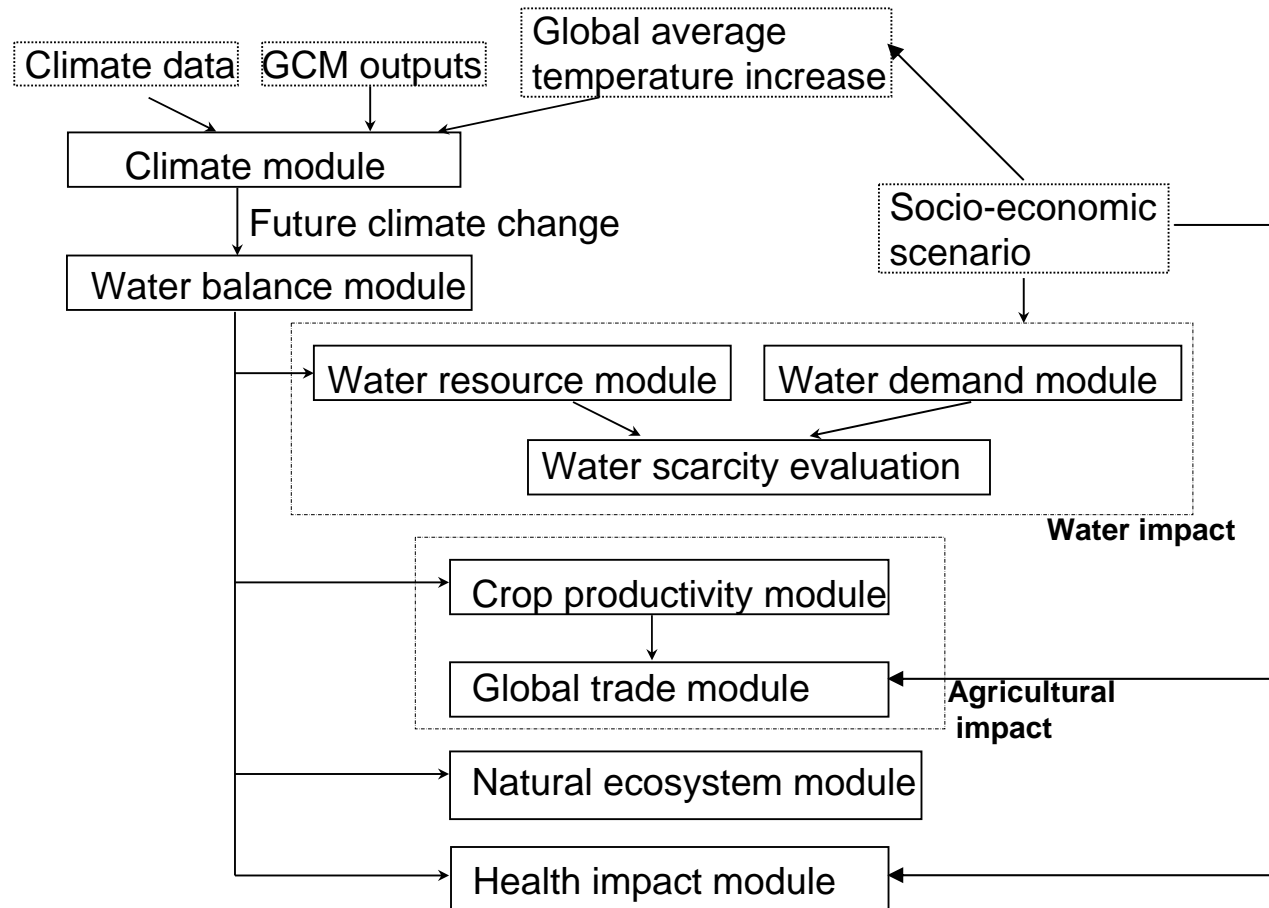 Climate data
GCM outputs
Global average
temperature increase
Climate module
Future climate change
Socio-economic
scenario
Water balance module
Water resource module
Water demand module
Water scarcity evaluation
Water impact
Crop productivity module
Global trade module
Agricultural
impact
Natural ecosystem module
Health impact module